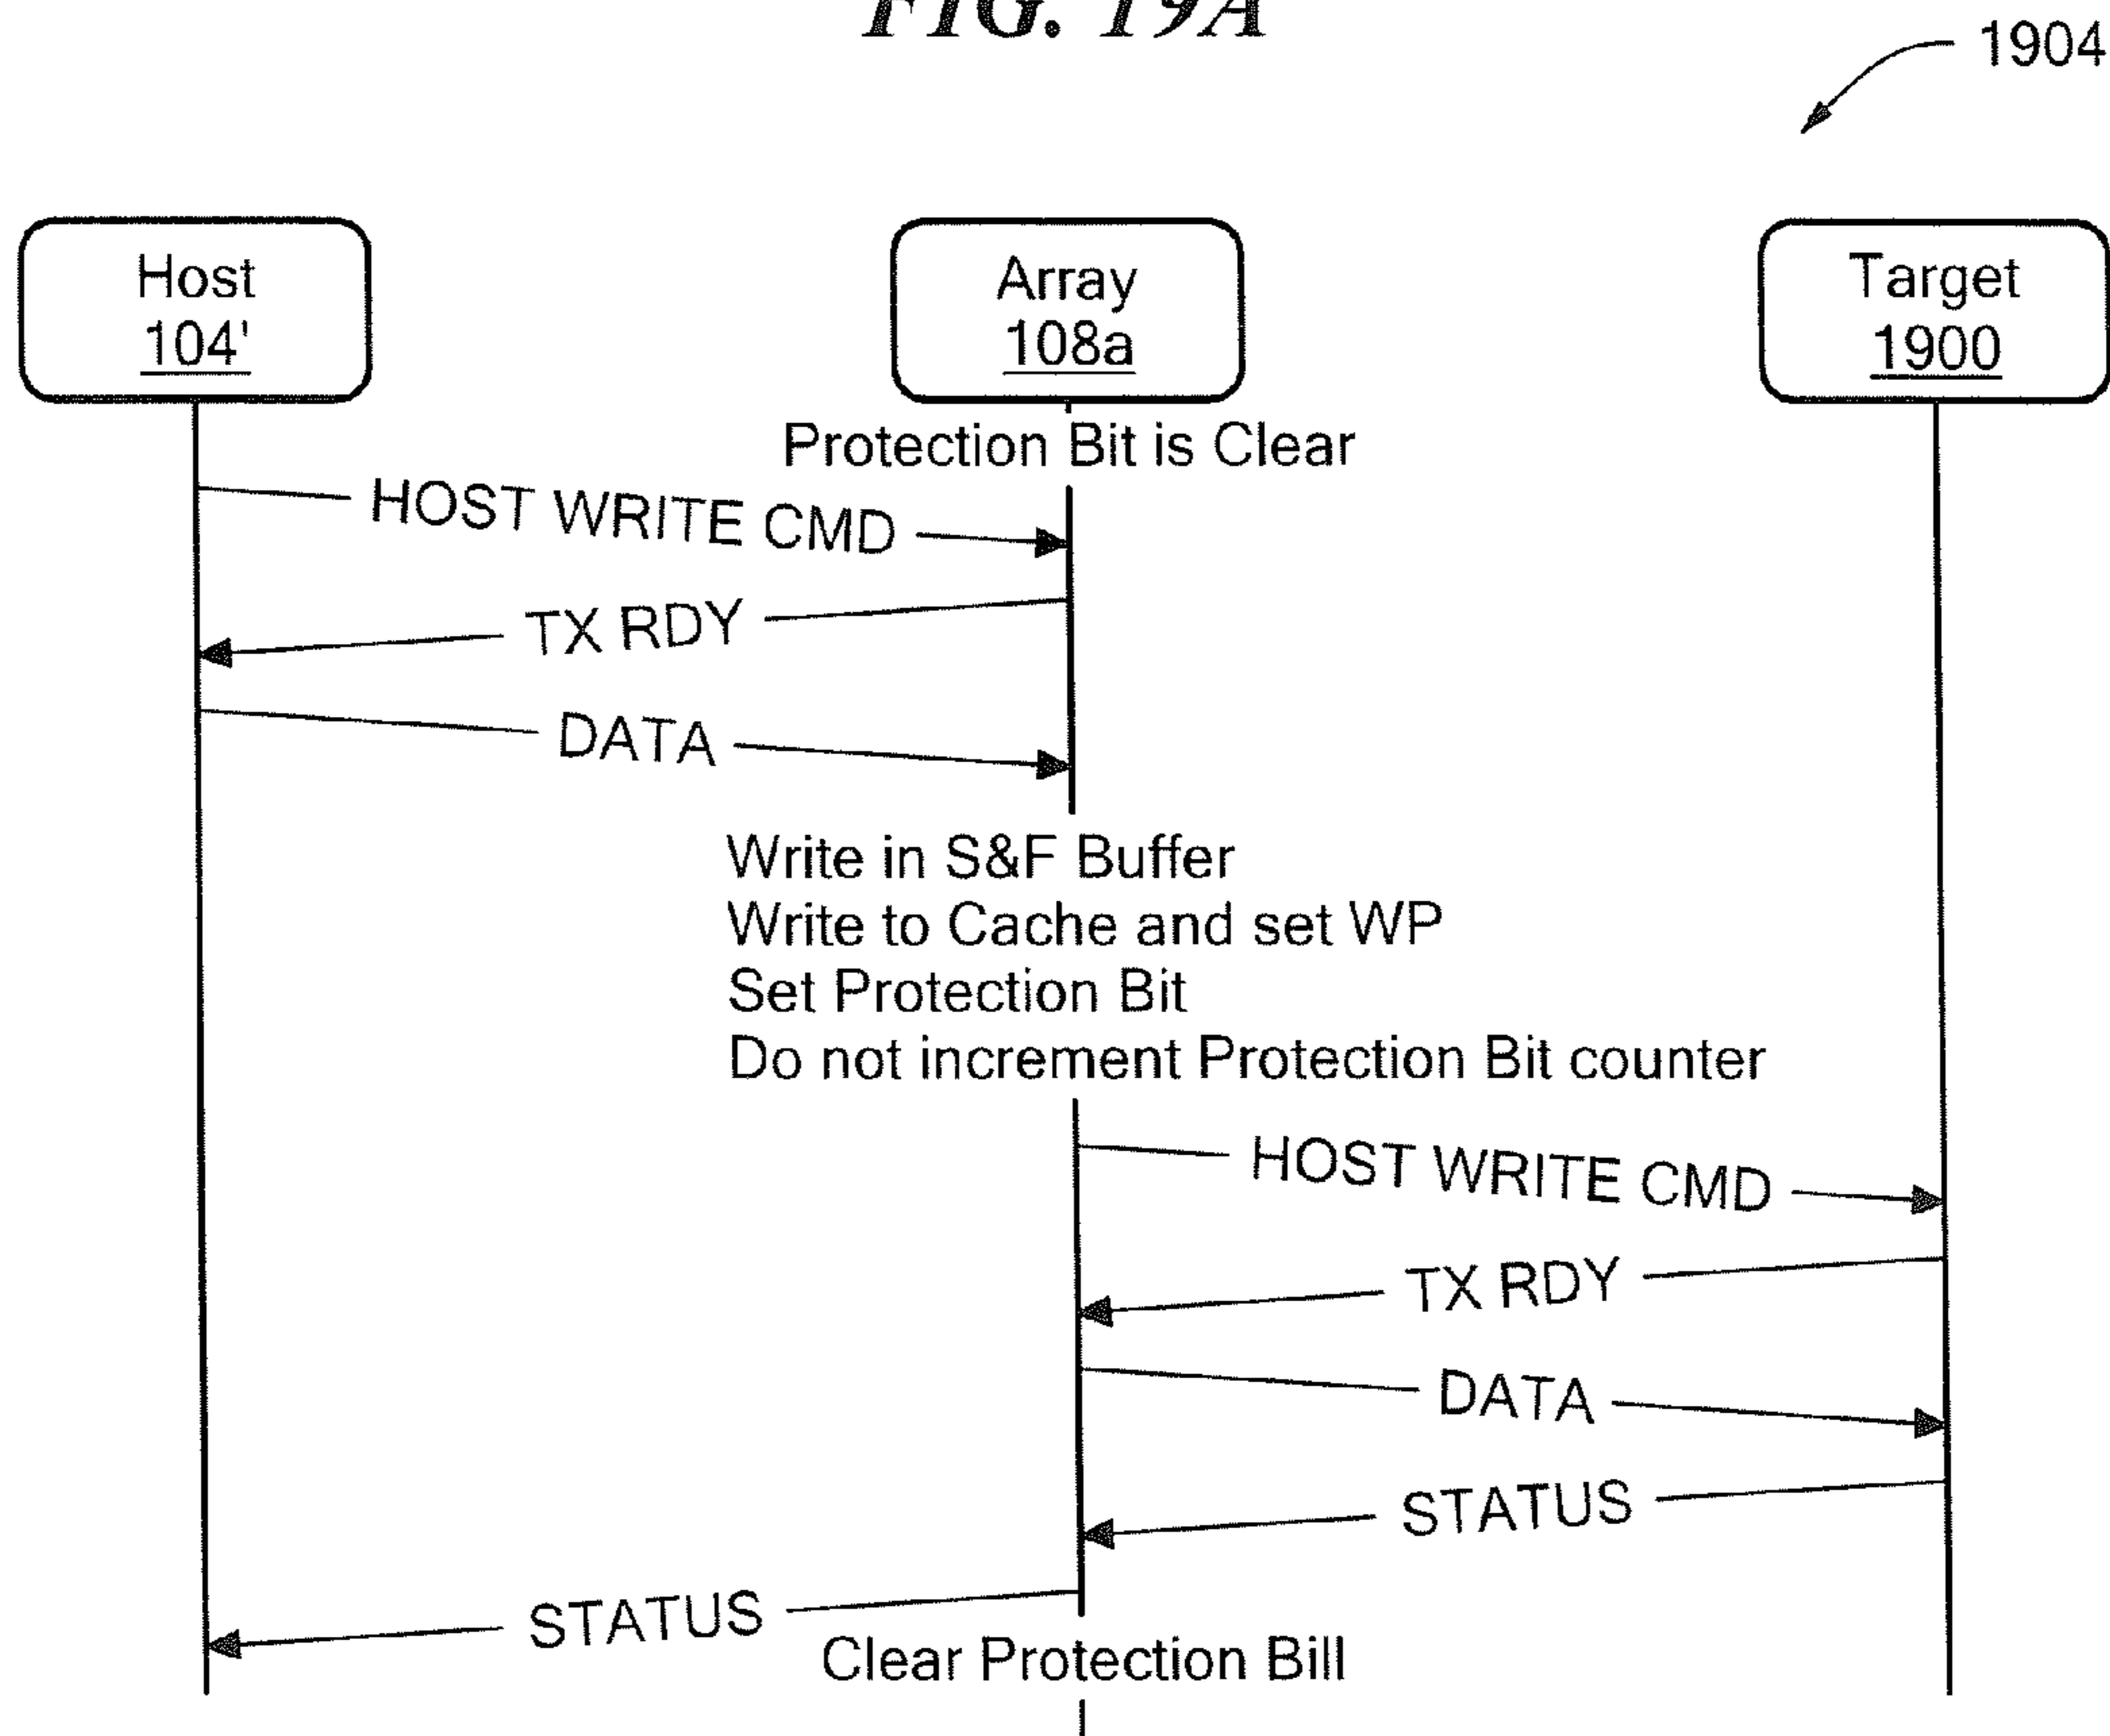 FIG. 19A
1904
Host
104'
Array
108a
Target
1900
Protection Bit is Clear
HOST WRITE CMD
TX RDY
DATA
Write in S&F Buffer
Write to Cache and set WP
Set Protection Bit
Do not increment Protection Bit counter
HOST WRITE CMD
TX RDY
DATA
STATUS
STATUS
Clear Protection Bill